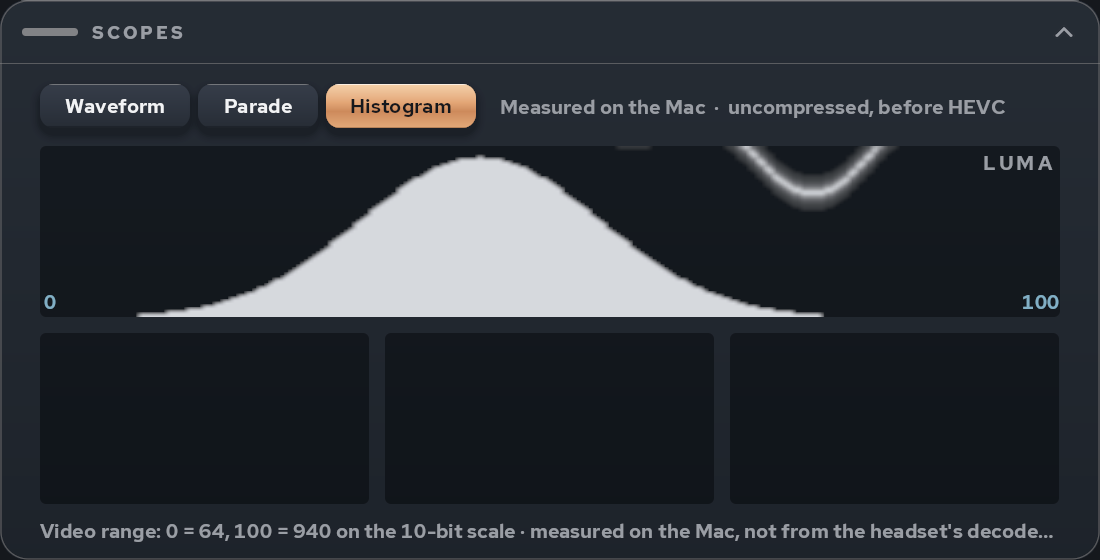 SCOPES
Waveform Parade Histogram Measured on the Mac · uncompressed, before HEVC
LUMA
0 100
Video range: 0 = 64, 100 = 940 on the 10-bit scale · measured on the Mac, not from the headset's decode...